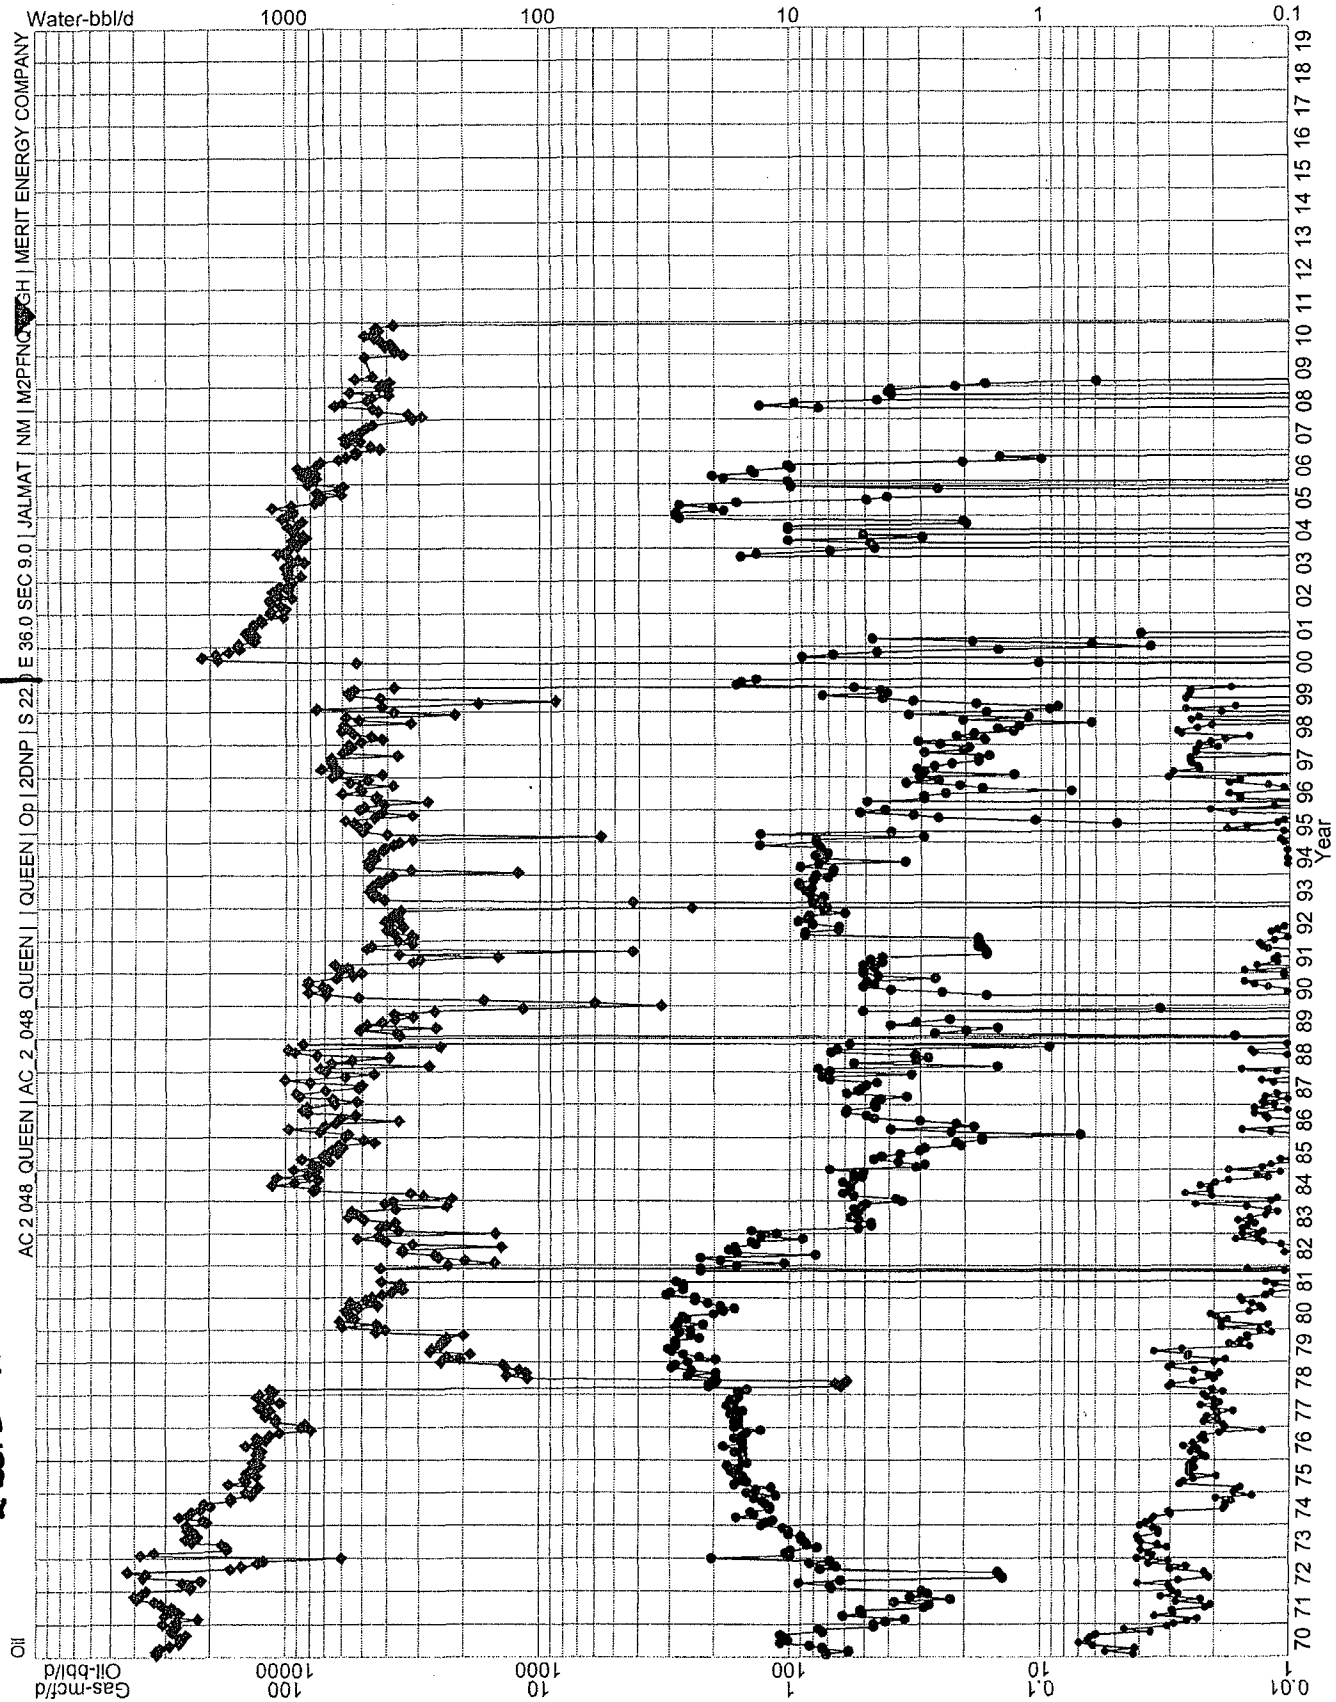 AC 2 048 QUEEN | AC 2_048_QUEEN | | QUEEN | Op | 2DNP | S 22.0 E 36.0 SEC 9.0 | JALMAT | NM | | MERIT ENERGY COMPANY
Oil
Gas-mcf/d
Oil-bbl/d
10000
100
1000
10
100
1
10
0.1
1
0.01
Water-bbl/d
1000
100
10
1
0.1
70 71 72 73 74 75 76 77 78 79 80 81 82 83 84 85 86 87 88 89 90 91 92 93 94 95 96 97 98 99 00 01 02 03 04 05 06 07 08 09 10 11 12 13 14 15 16 17 18 19
Year